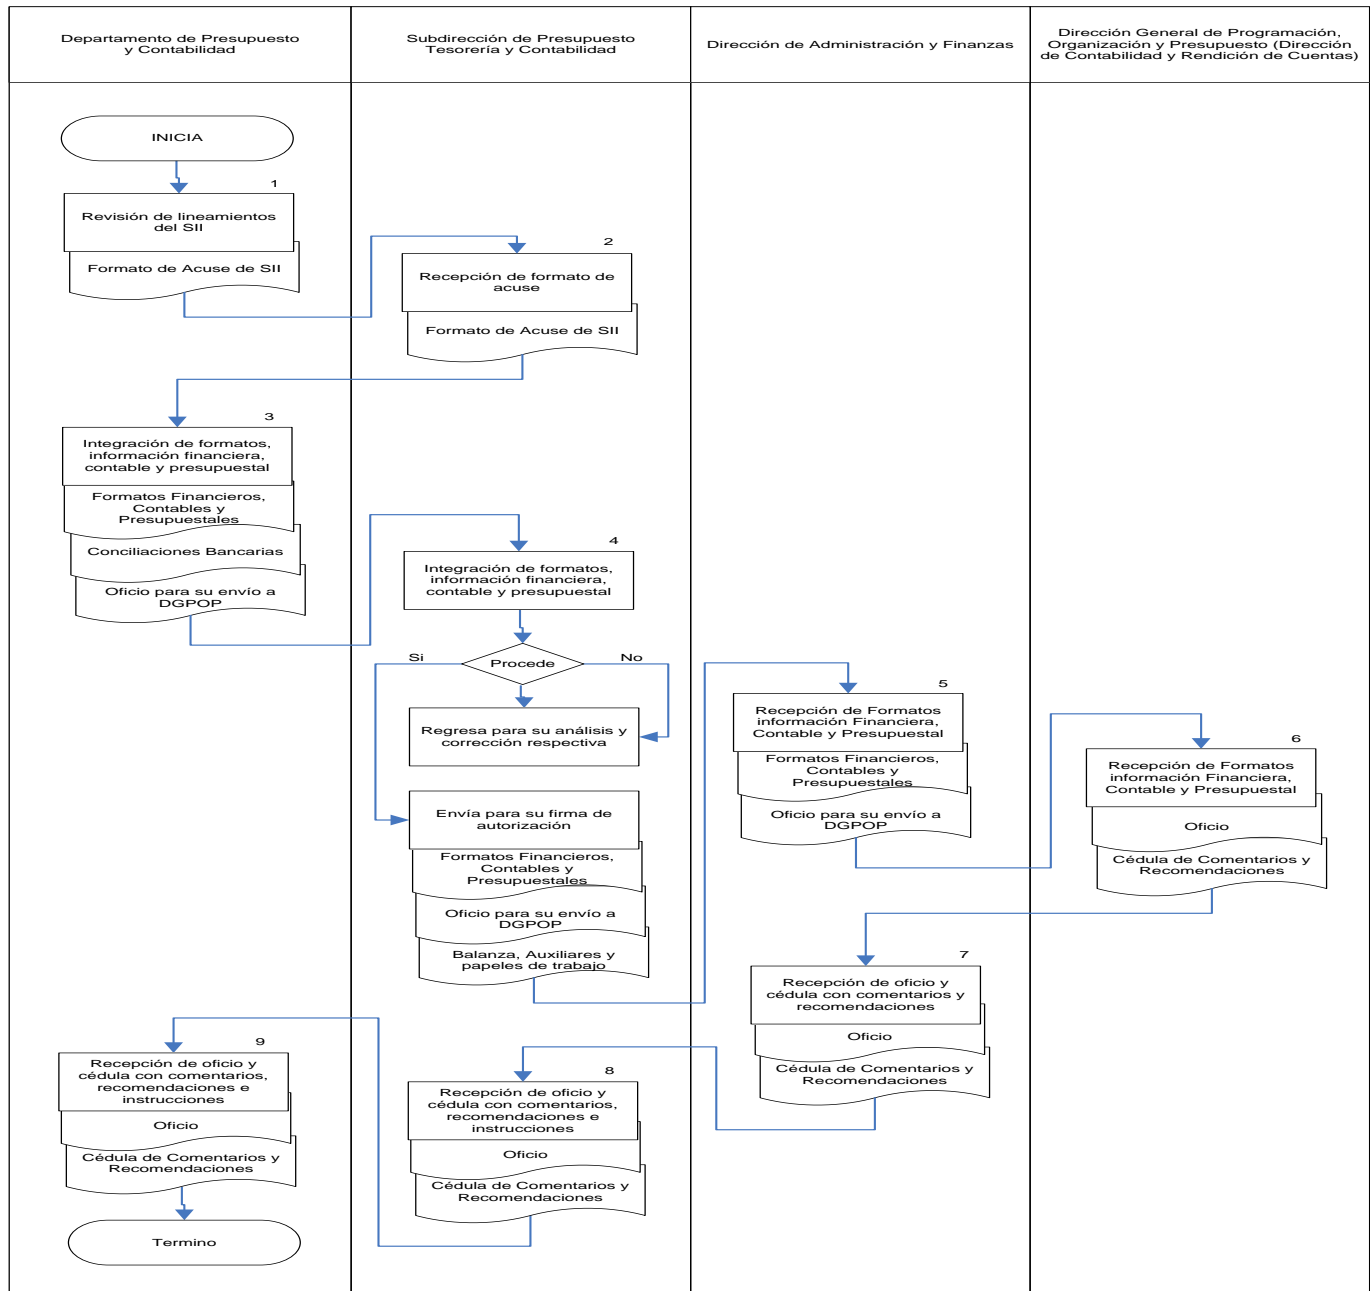 Departamento de Presupuesto
y Contabilidad
Subdirección de Presupuesto
Tesorería y Contabilidad
Dirección de Administración y Finanzas
Dirección General de Programación,
Organización y Presupuesto (Dirección
de Contabilidad y Rendición de Cuentas)
INICIA
1
Revisión de lineamientos
del SII
Formato de Acuse de SII
2
Recepción de formato de
acuse
Formato de Acuse de SII
3
Integración de formatos,
información financiera,
contable y presupuestal
Formatos Financieros,
Contables y
Presupuestales
Conciliaciones Bancarias
Oficio para su envío a
DGPOP
4
Integración de formatos,
información financiera,
contable y presupuestal
Si
Procede
No
Regresa para su análisis y
corrección respectiva
Envía para su firma de
autorización
Formatos Financieros,
Contables y
Presupuestales
Oficio para su envío a
DGPOP
Balanza, Auxiliares y
papeles de trabajo
5
Recepción de Formatos
información Financiera,
Contable y Presupuestal
Formatos Financieros,
Contables y
Presupuestales
Oficio para su envío a
DGPOP
6
Recepción de Formatos
información Financiera,
Contable y Presupuestal
Oficio
Cédula de Comentarios y
Recomendaciones
7
Recepción de oficio y
cédula con comentarios y
recomendaciones
Oficio
Cédula de Comentarios y
Recomendaciones
8
Recepción de oficio y
cédula con comentarios,
recomendaciones e
instrucciones
Oficio
Cédula de Comentarios y
Recomendaciones
9
Recepción de oficio y
cédula con comentarios,
recomendaciones e
instrucciones
Oficio
Cédula de Comentarios y
Recomendaciones
Termino